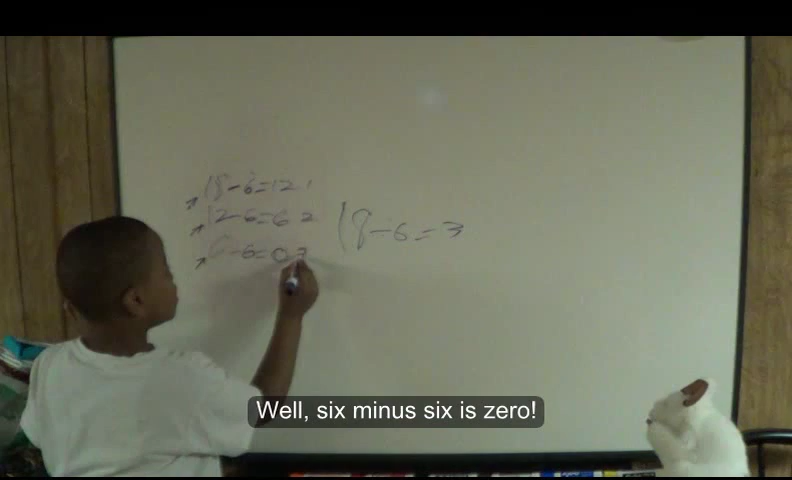 18-6=12 1
12-6=6 2
6-6=0 3
18÷6=3
Well, six minus six is zero!